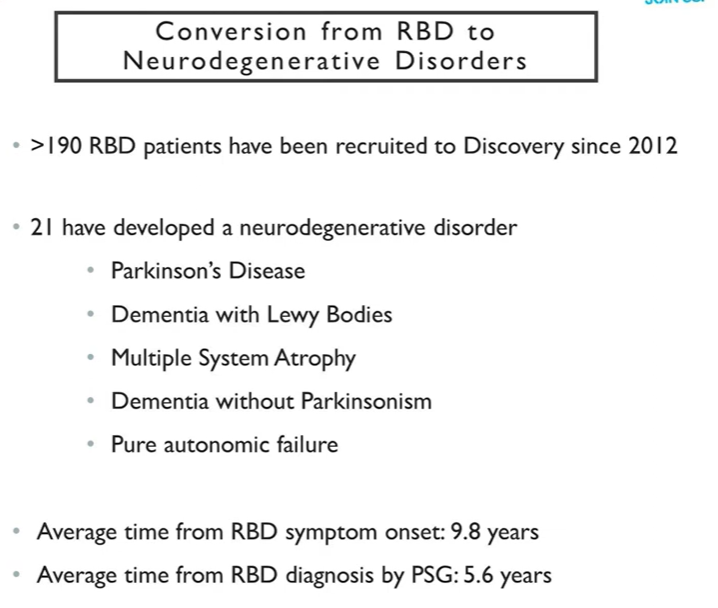 Conversion from RBD to
Neurodegenerative Disorders
• >190 RBD patients have been recruited to Discovery since 2012
• 21 have developed a neurodegenerative disorder
• Parkinson's Disease
• Dementia with Lewy Bodies
• Multiple System Atrophy
• Dementia without Parkinsonism
• Pure autonomic failure
• Average time from RBD symptom onset: 9.8 years
• Average time from RBD diagnosis by PSG: 5.6 years